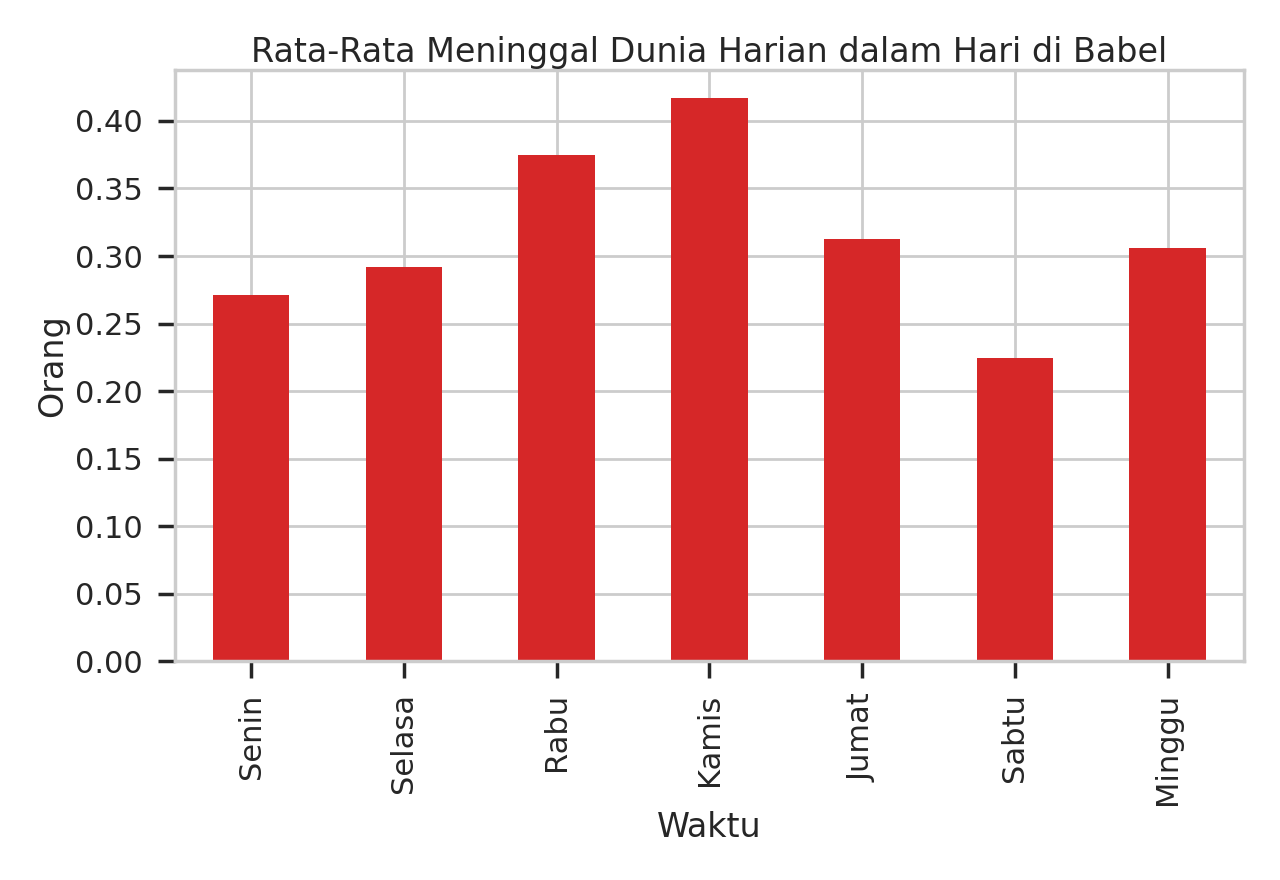 Rata-Rata Meninggal Dunia Harian dalam Hari di Babel
0.40
0.35
0.30
0.25
0.20
0.15
0.10
0.05
0.00
Orang
Senin
Selasa
Rabu
Kamis
Jumat
Sabtu
Minggu
Waktu